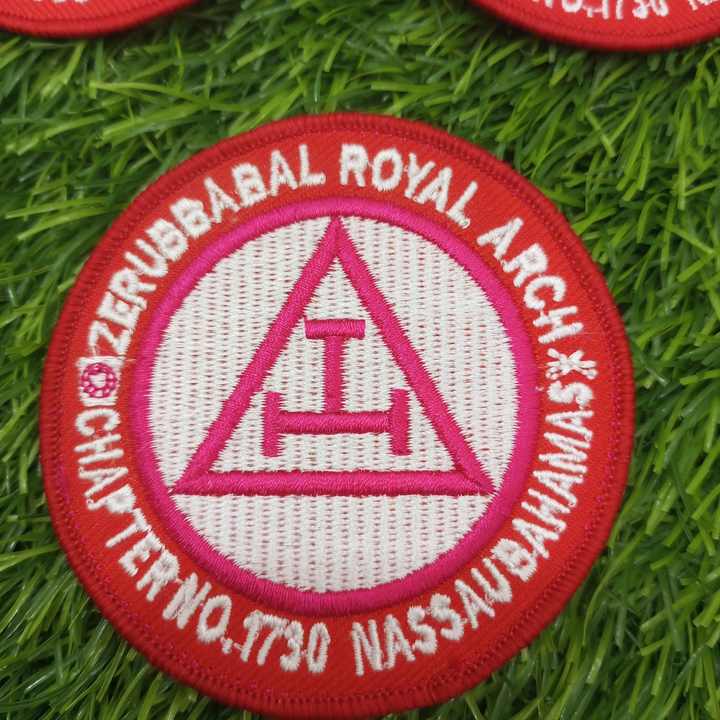 ZERUBBABAL ROYAL ARCH
CHAPTER NO. 1730 NASSAU BAHAMAS